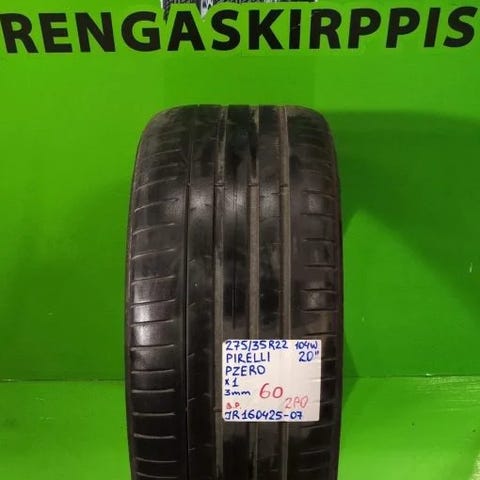 RENGASKIRPPIS
275/35R22 104W
PIRELLI 20"
PZERO
x1
3mm 60
B.P. 2PO
JR160425-07